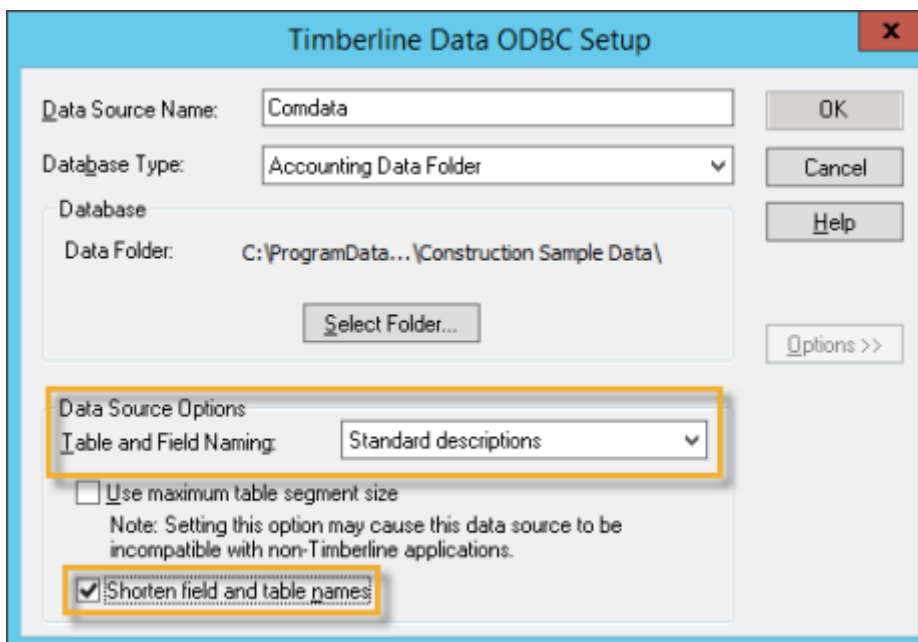 Timberline Data ODBC Setup
x
Data Source Name: Comdata OK
Database Type: Accounting Data Folder Cancel
Database Help
Data Folder: C:\ProgramData...\Construction Sample Data\
Select Folder...
Options >>
Data Source Options
Table and Field Naming: Standard descriptions
Use maximum table segment size
Note: Setting this option may cause this data source to be
incompatible with non-Timberline applications.
Shorten field and table names